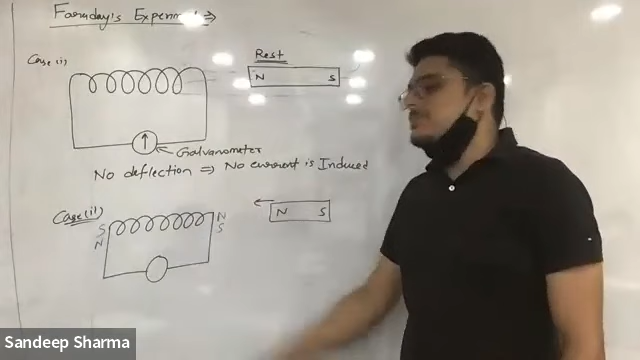 Faraday's Experiment ⇒
Case (i)
Rest
N S
Galvanometer
No deflection ⇒ No current is Induced
Case (ii)
S
N
N
S
N S
Sandeep Sharma